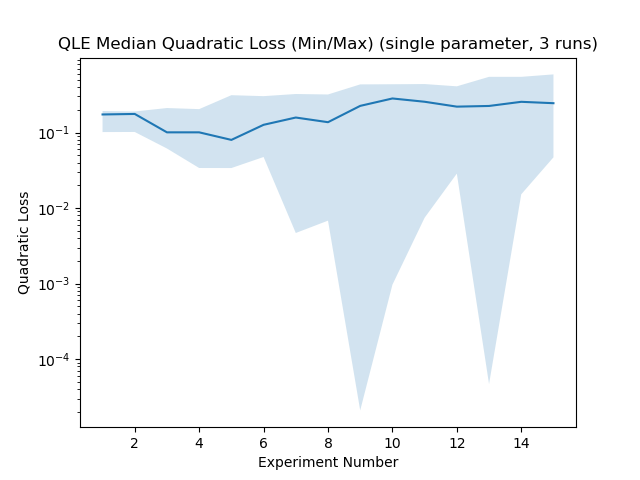 QLE Median Quadratic Loss (Min/Max) (single parameter, 3 runs)
Quadratic Loss
10⁻¹
10⁻²
10⁻³
10⁻⁴
2 4 6 8 10 12 14
Experiment Number